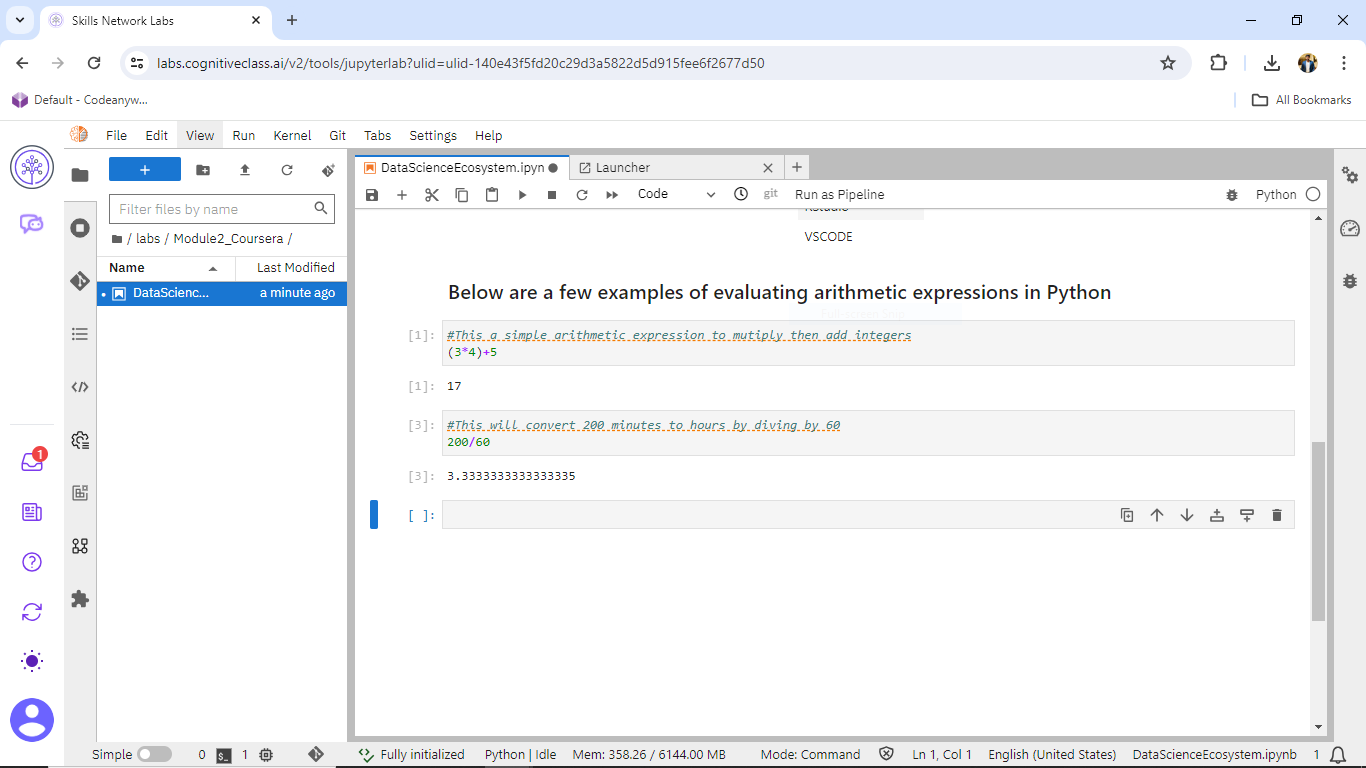 Skills Network Labs
labs.cognitiveclass.ai/v2/tools/jupyterlab?ulid=ulid-140e43f5fd20c29d3a5822d5d915fee6f2677d50
Default - Codeanyw...
All Bookmarks
File Edit View Run Kernel Git Tabs Settings Help
DataScienceEcosystem.ipyn
Launcher
Code
git
Run as Pipeline
Python
Filter files by name
/ labs / Module2_Coursera /
Name
Last Modified
DataScienc...
a minute ago
Rstudio
VSCODE
Below are a few examples of evaluating arithmetic expressions in Python
[1]: #This a simple arithmetic expression to mutiply then add integers
(3*4)+5
[1]: 17
[3]: #This will convert 200 minutes to hours by diving by 60
200/60
[3]: 3.3333333333333335
[ ]:
1
Simple
0
1
Fully initialized
Python | Idle
Mem: 358.26 / 6144.00 MB
Mode: Command
Ln 1, Col 1
English (United States)
DataScienceEcosystem.ipynb
1